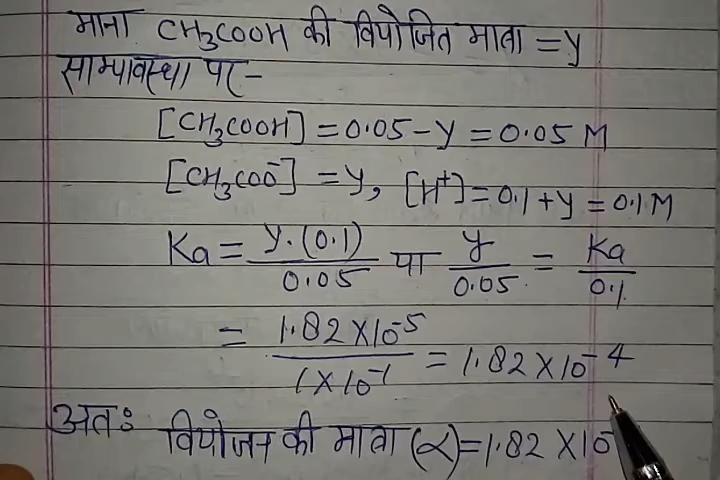 माना CH₃COOH की वियोजित मात्रा = y
साम्यावस्था पर-
[CH₃COOH] = 0.05 - y = 0.05 M
[CH₃COO⁻] = y, [H⁺] = 0.1 + y = 0.1 M
Ka = y.(0.1) / 0.05 या y / 0.05 = Ka / 0.1
= 1.82 × 10⁻⁵ / 1 × 10⁻¹ = 1.82 × 10⁻⁴
अतः वियोजन की मात्रा (α) = 1.82 × 10